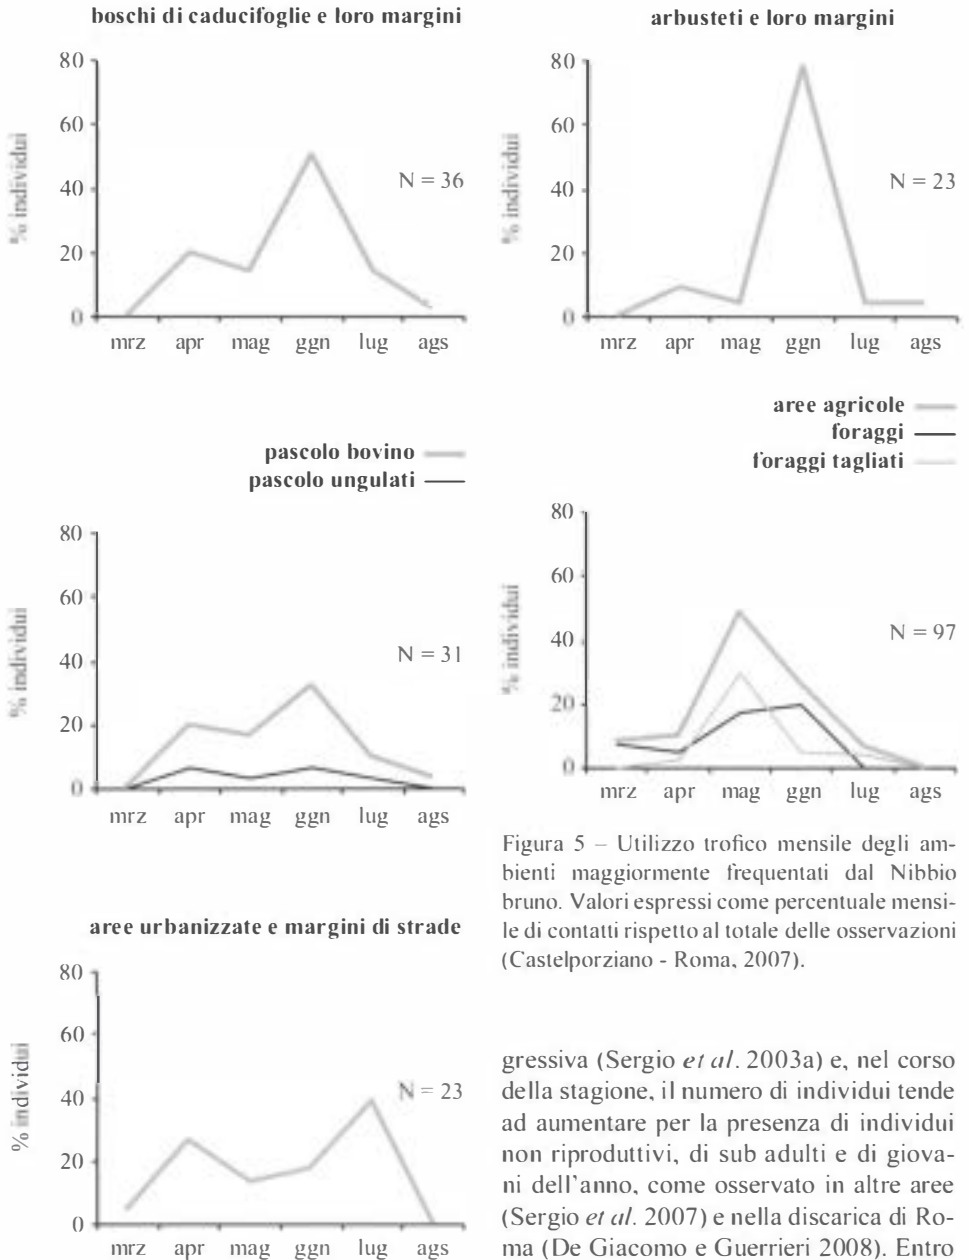 boschi di caducifoglie e loro margini
80
60
40
20
0
% individui
N = 36
mrz apr mag ggn lug ags
arbusteti e loro margini
80
60
40
20
0
% individui
N = 23
mrz apr mag ggn lug ags
pascolo bovino
pascolo ungulati
80
60
40
20
0
% individui
N = 31
mrz apr mag ggn lug ags
aree agricole
foraggi
foraggi tagliati
80
60
40
20
0
% individui
N = 97
mrz apr mag ggn lug ags
aree urbanizzate e margini di strade
80
60
40
20
0
% individui
N = 23
mrz apr mag ggn lug ags
Figura 5 – Utilizzo trofico mensile degli am-
bienti maggiormente frequentati dal Nibbio
bruno. Valori espressi come percentuale mensi-
le di contatti rispetto al totale delle osservazioni
(Castelporziano - Roma, 2007).
gressiva (Sergio et al. 2003a) e, nel corso
della stagione, il numero di individui tende
ad aumentare per la presenza di individui
non riproduttivi, di sub adulti e di giova-
ni dell'anno, come osservato in altre aree
(Sergio et al. 2007) e nella discarica di Ro-
ma (De Giacomo e Guerrieri 2008). Entro